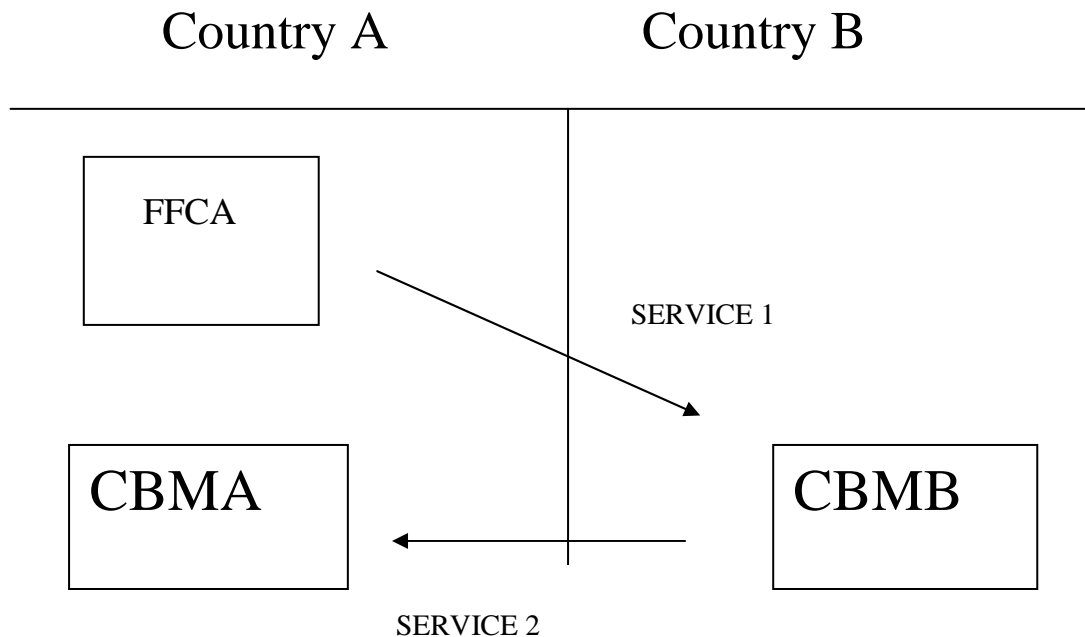 Country A
Country B
FFCA
SERVICE 1
CBMA
CBMB
SERVICE 2